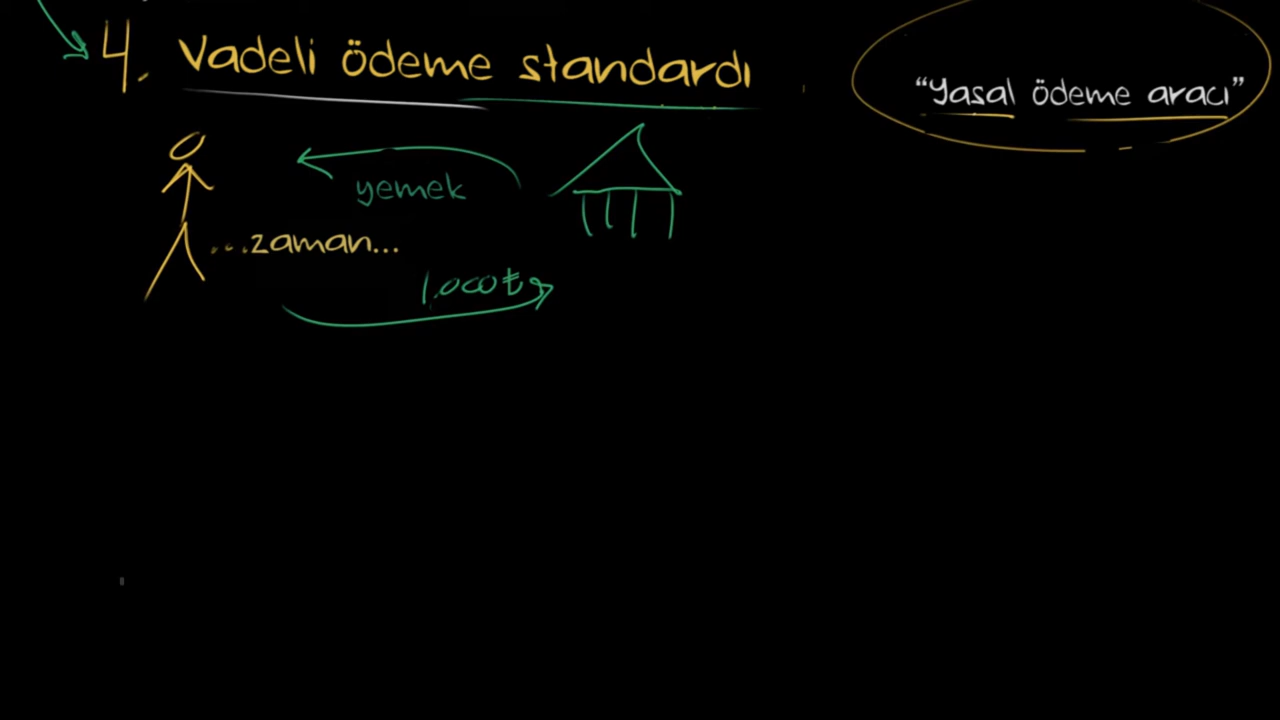 4. Vadeli ödeme standardı
"Yasal ödeme aracı"
yemek
...zaman...
1.000₺